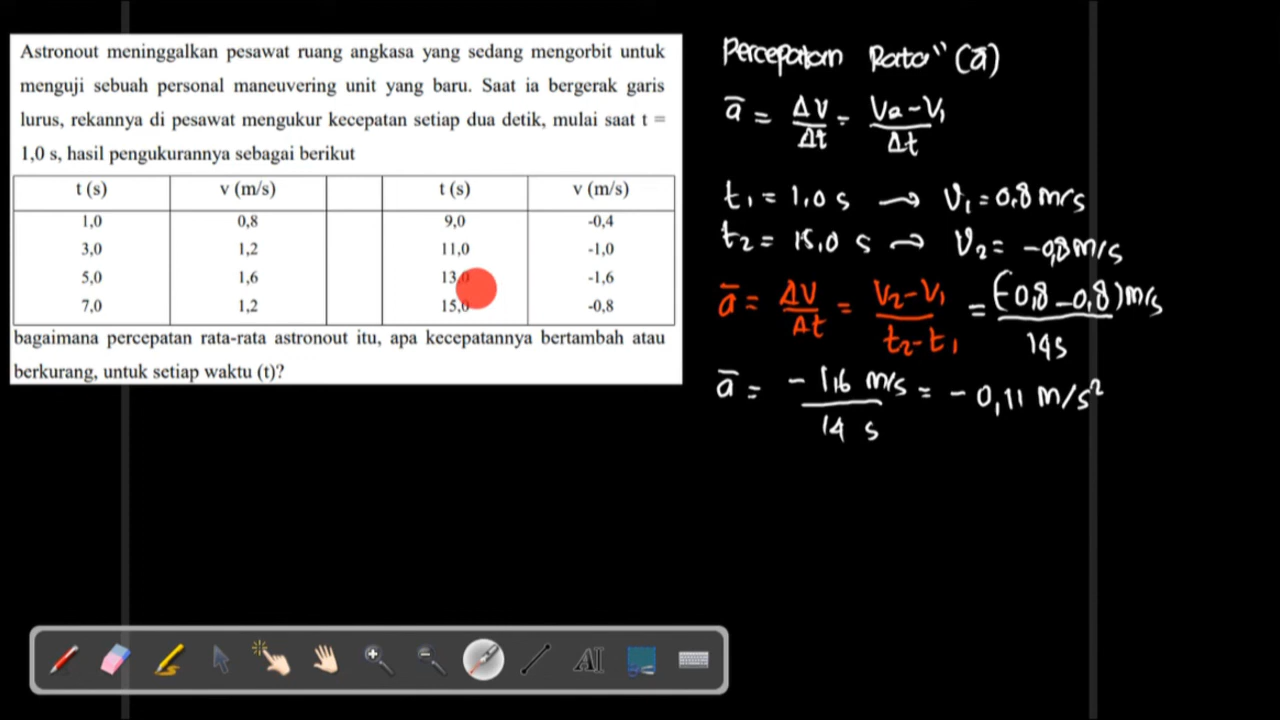 Astronout meninggalkan pesawat ruang angkasa yang sedang mengorbit untuk
menguji sebuah personal maneuvering unit yang baru. Saat ia bergerak garis
lurus, rekannya di pesawat mengukur kecepatan setiap dua detik, mulai saat t =
1,0 s, hasil pengukurannya sebagai berikut
t (s) v (m/s) t (s) v (m/s)
1,0 0,8 9,0 -0,4
3,0 1,2 11,0 -1,0
5,0 1,6 13,0 -1,6
7,0 1,2 15,0 -0,8
bagaimana percepatan rata-rata astronout itu, apa kecepatannya bertambah atau
berkurang, untuk setiap waktu (t)?
Percepatan Rata" (a̅)
a̅ = ΔV/Δt = V2 - V1/Δt
t1 = 1,0 s → V1 = 0,8 m/s
t2 = 15,0 s → V2 = -0,8 m/s
a̅ = ΔV/Δt = V2 - V1/t2 - t1 = (-0,8 - 0,8) m/s/14 s
a̅ = -1,6 m/s/14 s = -0,11 m/s²
AI